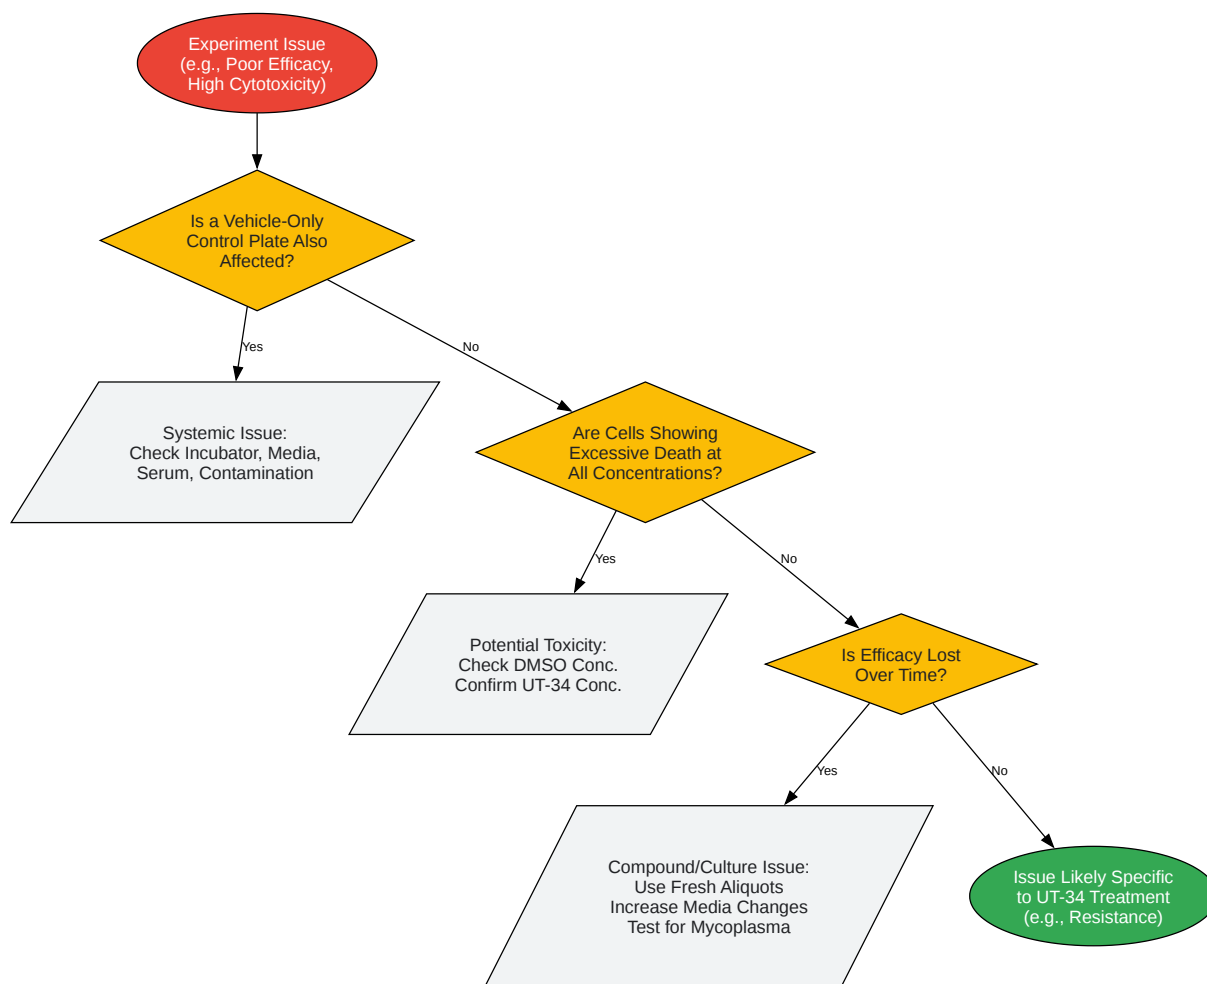 Experiment Issue
(e.g., Poor Efficacy,
High Cytotoxicity)
Is a Vehicle-Only
Control Plate Also
Affected?
Yes
No
Systemic Issue:
Check Incubator, Media,
Serum, Contamination
Are Cells Showing
Excessive Death at
All Concentrations?
Yes
No
Potential Toxicity:
Check DMSO Conc.
Confirm UT-34 Conc.
Is Efficacy Lost
Over Time?
Yes
No
Compound/Culture Issue:
Use Fresh Aliquots
Increase Media Changes
Test for Mycoplasma
Issue Likely Specific
to UT-34 Treatment
(e.g., Resistance)